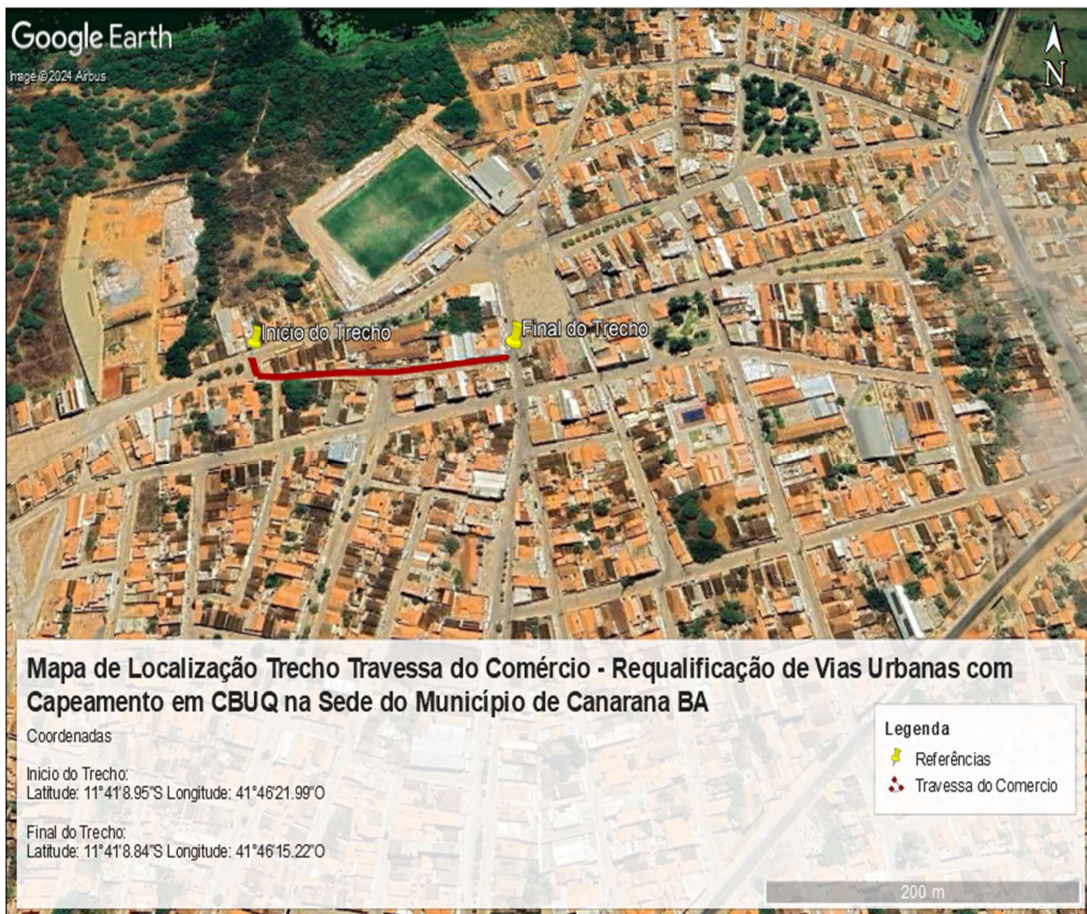 Google Earth
Image © 2024 Airbus
N
Inicio do Trecho
Final do Trecho
Mapa de Localização Trecho Travessa do Comércio - Requalificação de Vias Urbanas com
Capeamento em CBUQ na Sede do Município de Canarana BA
Coordenadas
Inicio do Trecho:
Latitude: 11°41'8.95"S Longitude: 41°46'21.99"O
Final do Trecho:
Latitude: 11°41'8.84"S Longitude: 41°46'15.22"O
Legenda
Referências
Travessa do Comercio
200 m